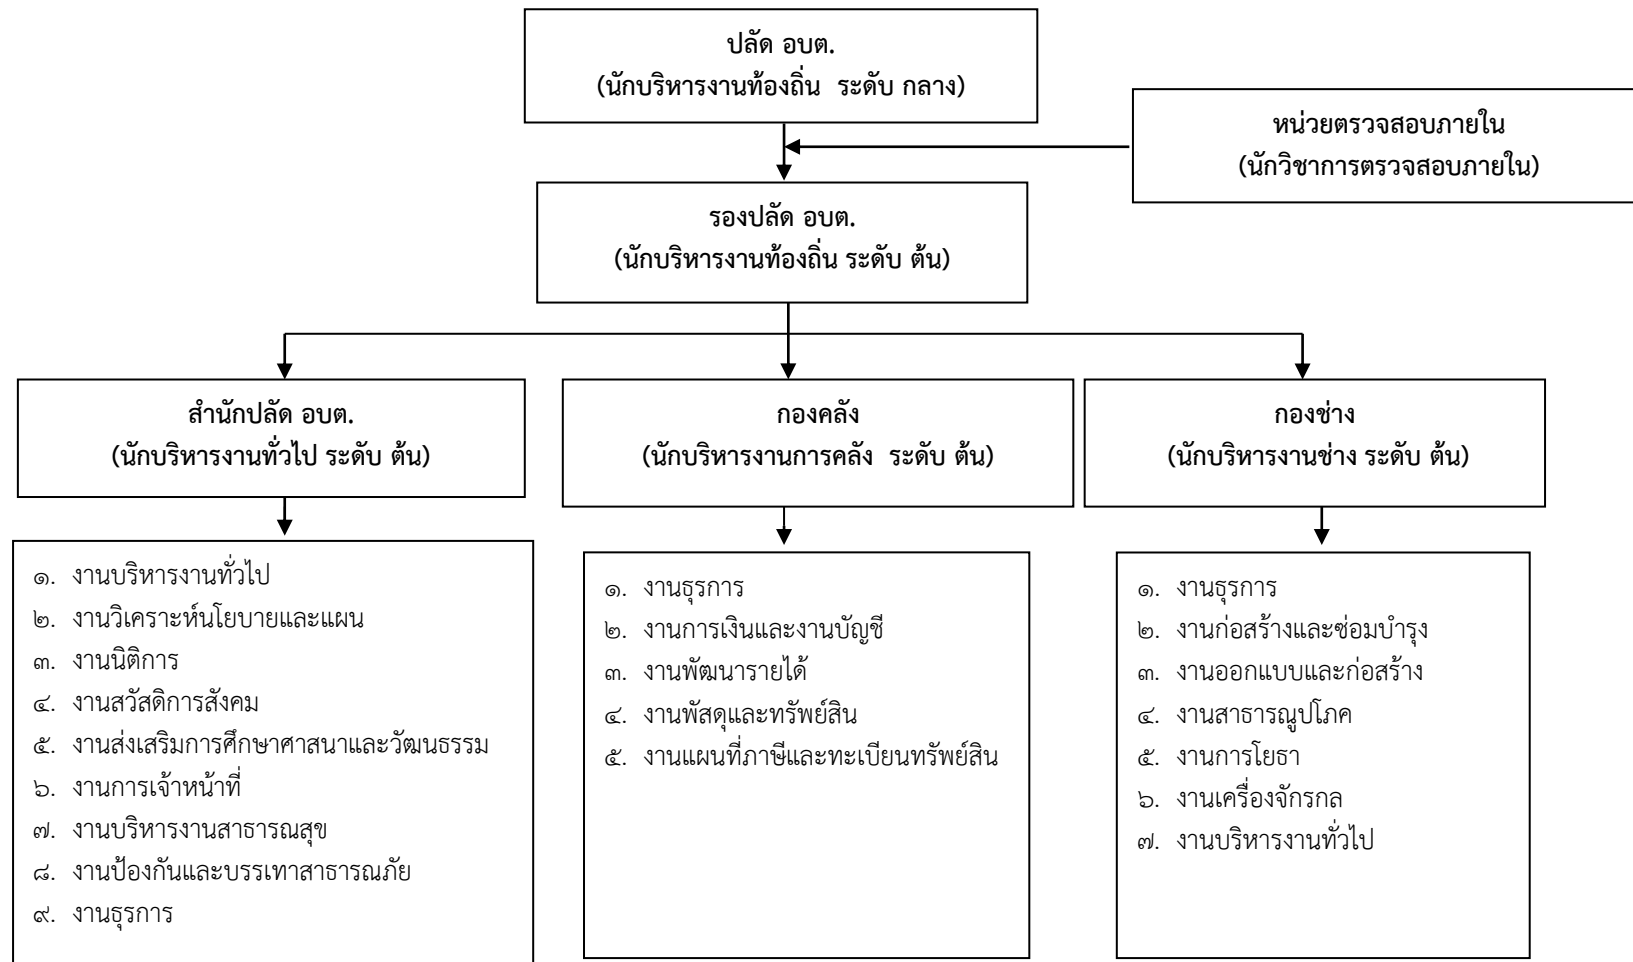 ปลัด อบต.
(นักบริหารงานท้องถิ่น ระดับ กลาง)
หน่วยตรวจสอบภายใน
(นักวิชาการตรวจสอบภายใน)
รองปลัด อบต.
(นักบริหารงานท้องถิ่น ระดับ ต้น)
สำนักปลัด อบต.
(นักบริหารงานทั่วไป ระดับ ต้น)
กองคลัง
(นักบริหารงานการคลัง ระดับ ต้น)
กองช่าง
(นักบริหารงานช่าง ระดับ ต้น)
๑. งานบริหารงานทั่วไป
๒. งานวิเคราะห์นโยบายและแผน
๓. งานนิติการ
๔. งานสวัสดิการสังคม
๕. งานส่งเสริมการศึกษาศาสนาและวัฒนธรรม
๖. งานการเจ้าหน้าที่
๗. งานบริหารงานสาธารณสุข
๘. งานป้องกันและบรรเทาสาธารณภัย
๙. งานธุรการ
๑. งานธุรการ
๒. งานการเงินและงานบัญชี
๓. งานพัฒนารายได้
๔. งานพัสดุและทรัพย์สิน
๕. งานแผนที่ภาษีและทะเบียนทรัพย์สิน
๑. งานธุรการ
๒. งานก่อสร้างและซ่อมบำรุง
๓. งานออกแบบและก่อสร้าง
๔. งานสาธารณูปโภค
๕. งานการโยธา
๖. งานเครื่องจักรกล
๗. งานบริหารงานทั่วไป